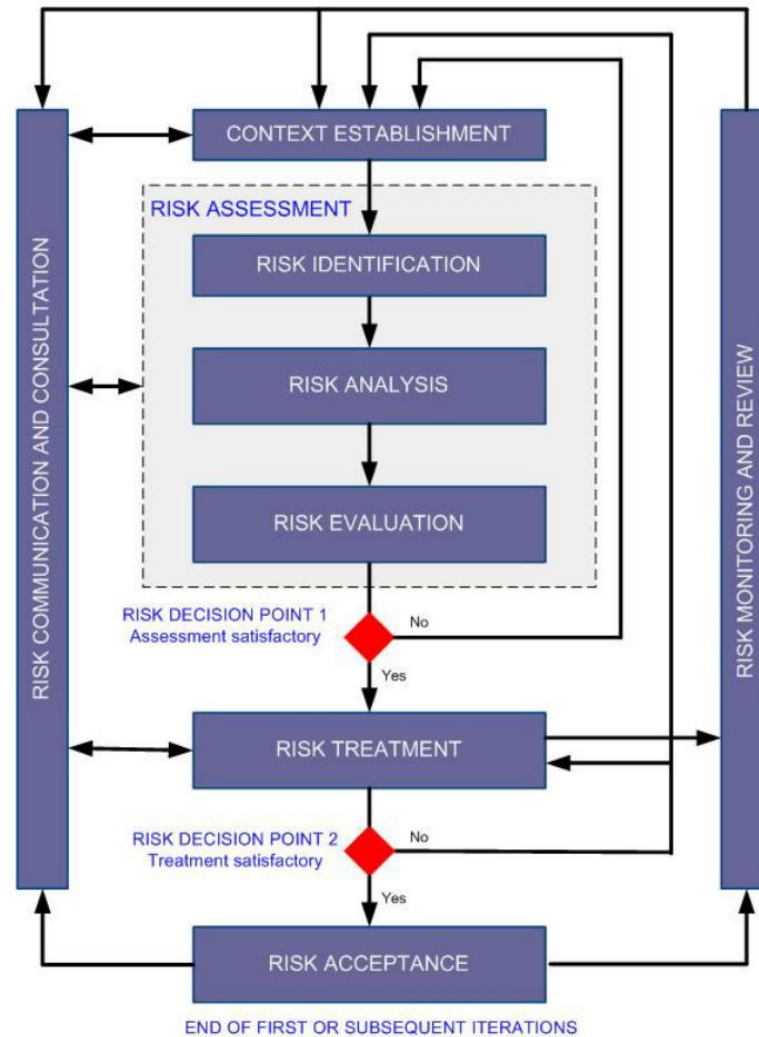 CONTEXT ESTABLISHMENT
RISK ASSESSMENT
RISK IDENTIFICATION
RISK ANALYSIS
RISK EVALUATION
RISK COMMUNICATION AND CONSULTATION
RISK MONITORING AND REVIEW
RISK DECISION POINT 1
Assessment satisfactory
No
Yes
RISK TREATMENT
RISK DECISION POINT 2
Treatment satisfactory
No
Yes
RISK ACCEPTANCE
END OF FIRST OR SUBSEQUENT ITERATIONS